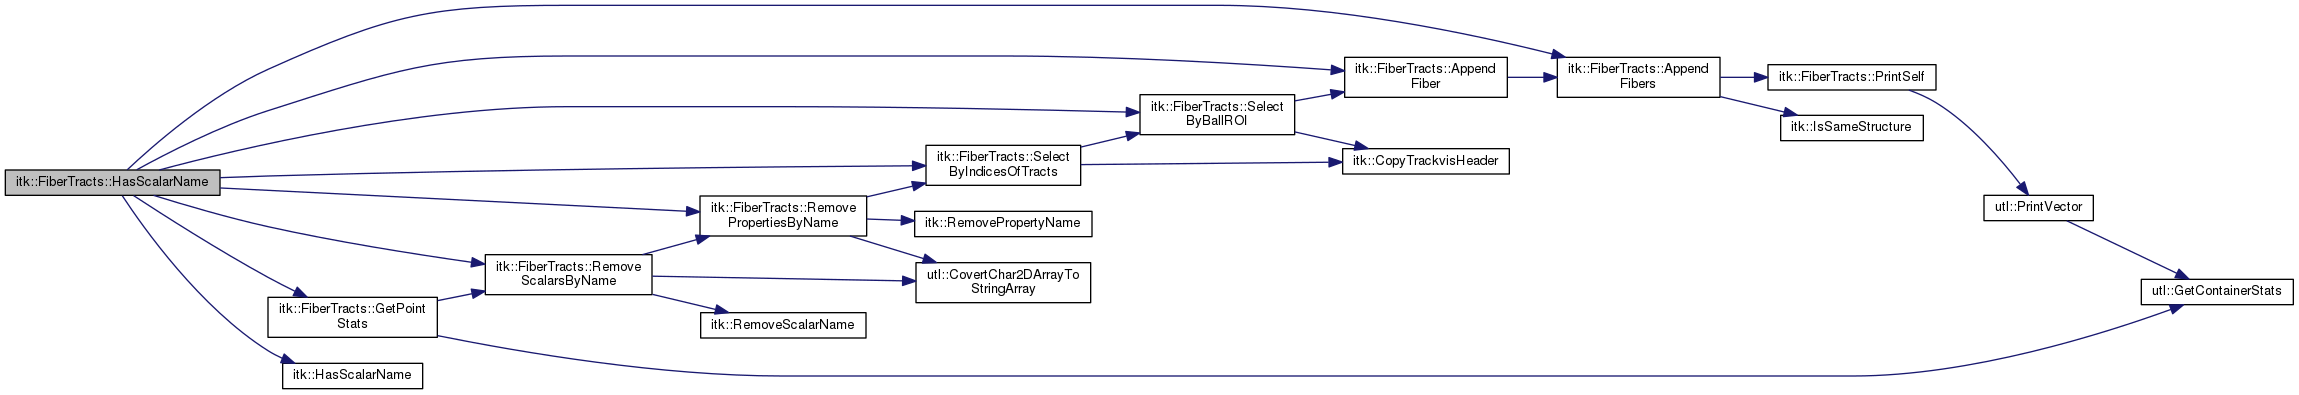 itk::FiberTracts::HasScalarName
itk::FiberTracts::GetPoint
Stats
itk::HasScalarName
itk::FiberTracts::Remove
ScalarsByName
itk::FiberTracts::Remove
PropertiesByName
itk::RemoveScalarName
itk::FiberTracts::Select
ByIndicesOfTracts
itk::RemovePropertyName
utl::CovertChar2DArrayTo
StringArray
itk::FiberTracts::Select
ByBallROI
itk::FiberTracts::Append
Fiber
itk::CopyTrackvisHeader
itk::FiberTracts::Append
Fibers
itk::FiberTracts::PrintSelf
itk::IsSameStructure
utl::PrintVector
utl::GetContainerStats